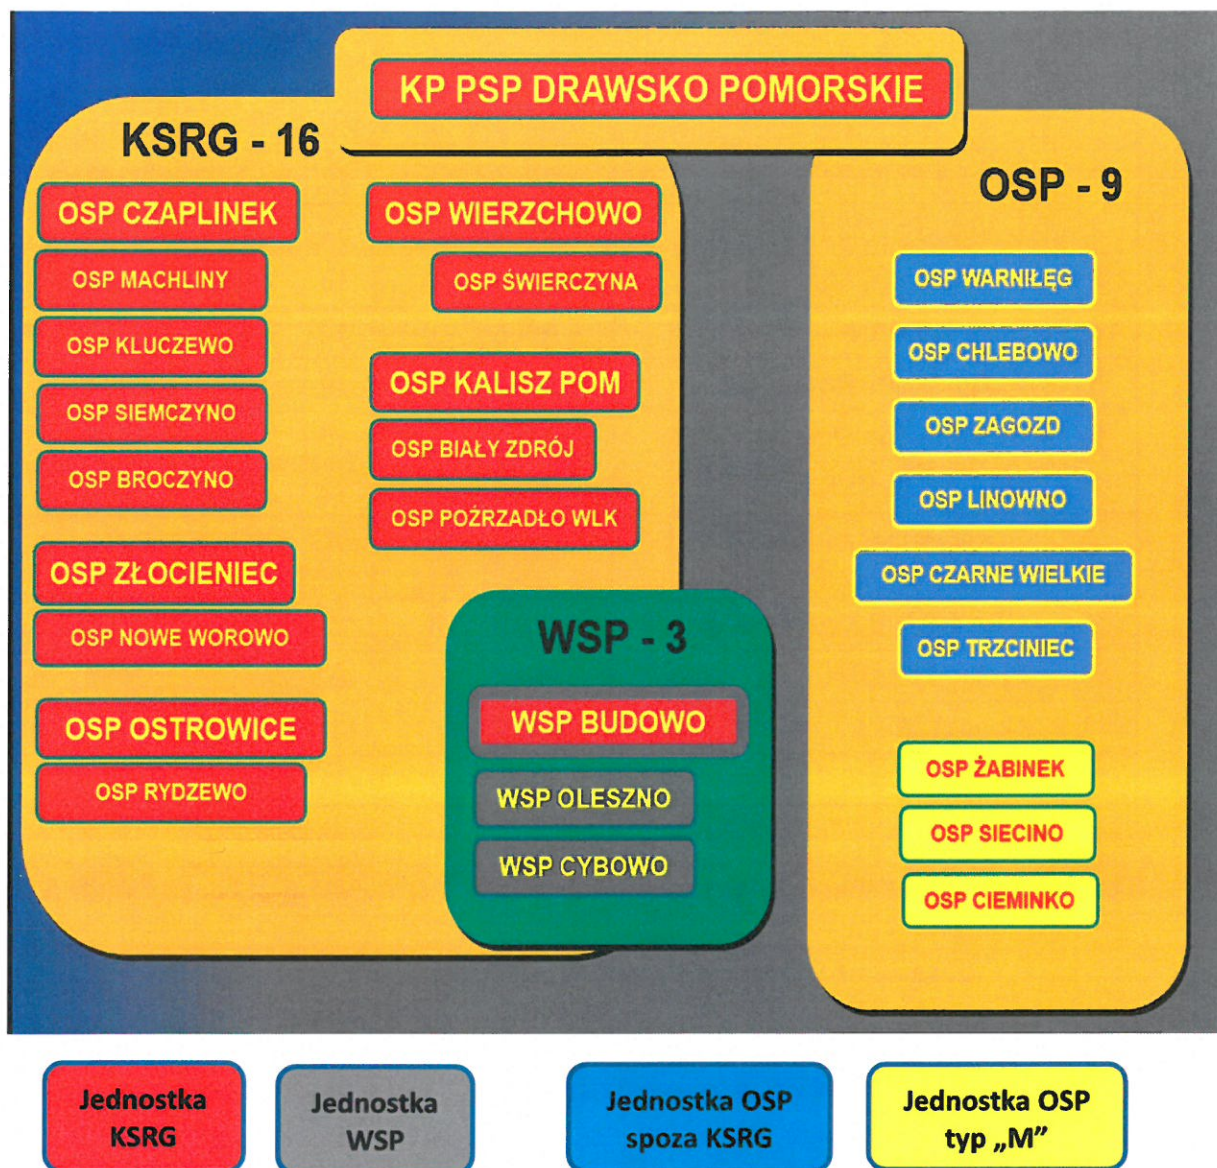 KP PSP DRAWSKO POMORSKIE
KSRG - 16
OSP CZAPLINEK
OSP MACHLINY
OSP KLUCZEWO
OSP SIEMCZYNO
OSP BROCZYNO
OSP ZŁOCIENIEC
OSP NOWE WOROWO
OSP OSTROWICE
OSP RYDZEWO
OSP WIERZCHOWO
OSP ŚWIERCZYNA
OSP KALISZ POM
OSP BIAŁY ZDRÓJ
OSP POŹRZADŁO WLK
WSP - 3
WSP BUDOWO
WSP OLESZNO
WSP CYBOWO
OSP - 9
OSP WARNIŁĘG
OSP CHLEBOWO
OSP ZAGOZD
OSP LINOWNO
OSP CZARNE WIELKIE
OSP TRZCINIEC
OSP ŻABINEK
OSP SIECINO
OSP CIEMINKO
Jednostka
KSRG
Jednostka
WSP
Jednostka OSP
spoza KSRG
Jednostka OSP
typ „M”